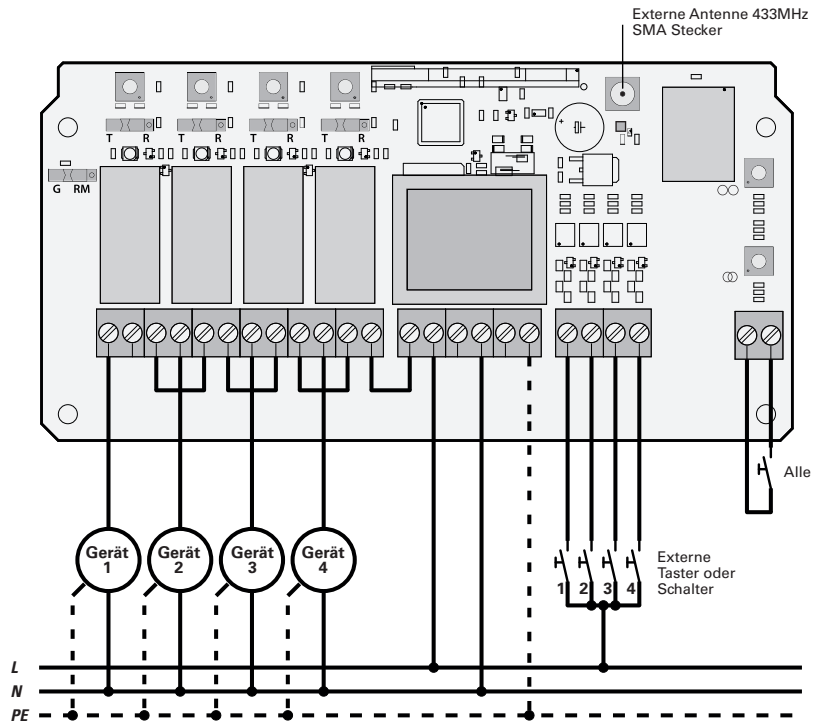 Externe Antenne 433MHz
SMA Stecker
T R T R T R T R
G RM
Alle
Gerät
1
Gerät
2
Gerät
3
Gerät
4
1 2 3 4
Externe
Taster oder
Schalter
L
N
PE